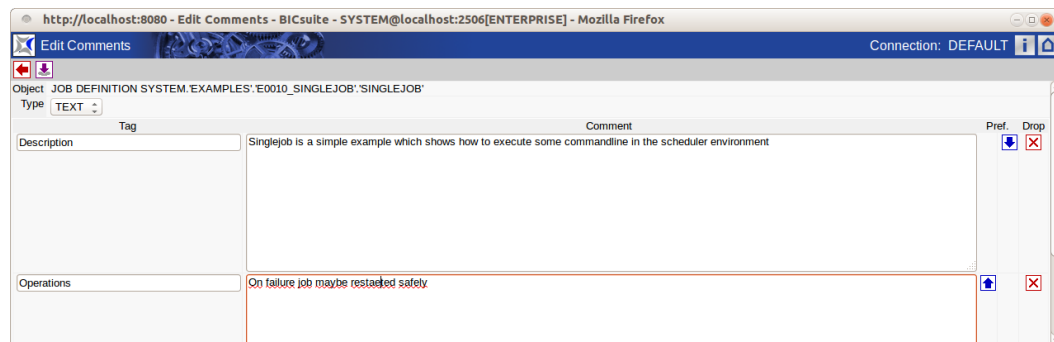 http://localhost:8080 - Edit Comments - BICsuite - SYSTEM@localhost:2506[ENTERPRISE] - Mozilla Firefox
Edit Comments Connection: DEFAULT
Object JOB DEFINITION SYSTEM.'EXAMPLES'.'E0010_SINGLEJOB'.'SINGLEJOB'
Type TEXT
Tag Comment Pref. Drop
Description Singlejob is a simple example which shows how to execute some commandline in the scheduler environment
Operations On failure job maybe restaeted safely